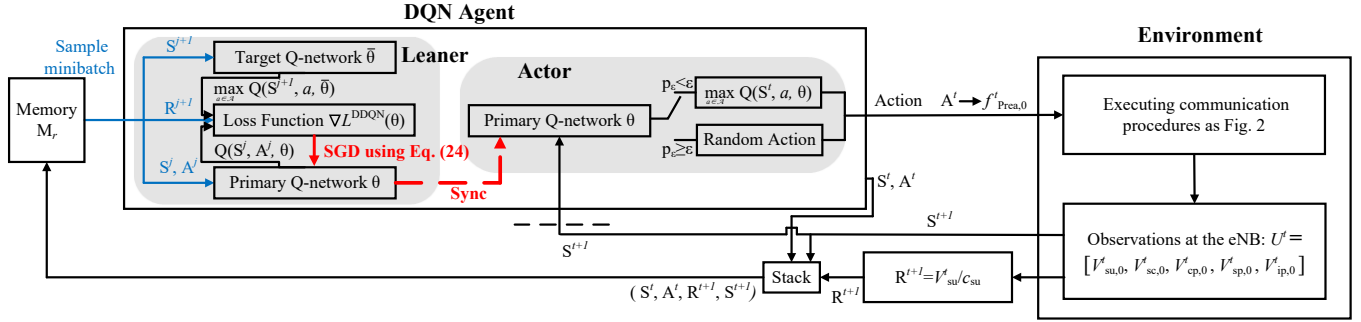 DQN Agent
Environment
Leaner
Actor
Sample
minibatch
Memory
M_r
S^{j+1}
R^{j+1}
S^j, A^j
Target Q-network θ̄
max Q(S^{j+1}, a, θ̄)
a∈𝒜
Loss Function ∇L^{DDQN}(θ)
Q(S^j, A^j, θ)
SGD using Eq. (24)
Primary Q-network θ
Sync
Primary Q-network θ
p_ε<ε
max Q(S^t, a, θ)
a∈𝒜
p_ε≥ε
Random Action
Action
A^t → f^t_{Prea,0}
Executing communication
procedures as Fig. 2
S^t, A^t
S^{t+1}
S^{t+1}
Observations at the eNB: U^t =
[V^t_{su,0}, V^t_{sc,0}, V^t_{cp,0}, V^t_{sp,0}, V^t_{ip,0}]
Stack
R^{t+1}
R^{t+1}=V^t_{su}/c_{su}
( S^t, A^t, R^{t+1}, S^{t+1})